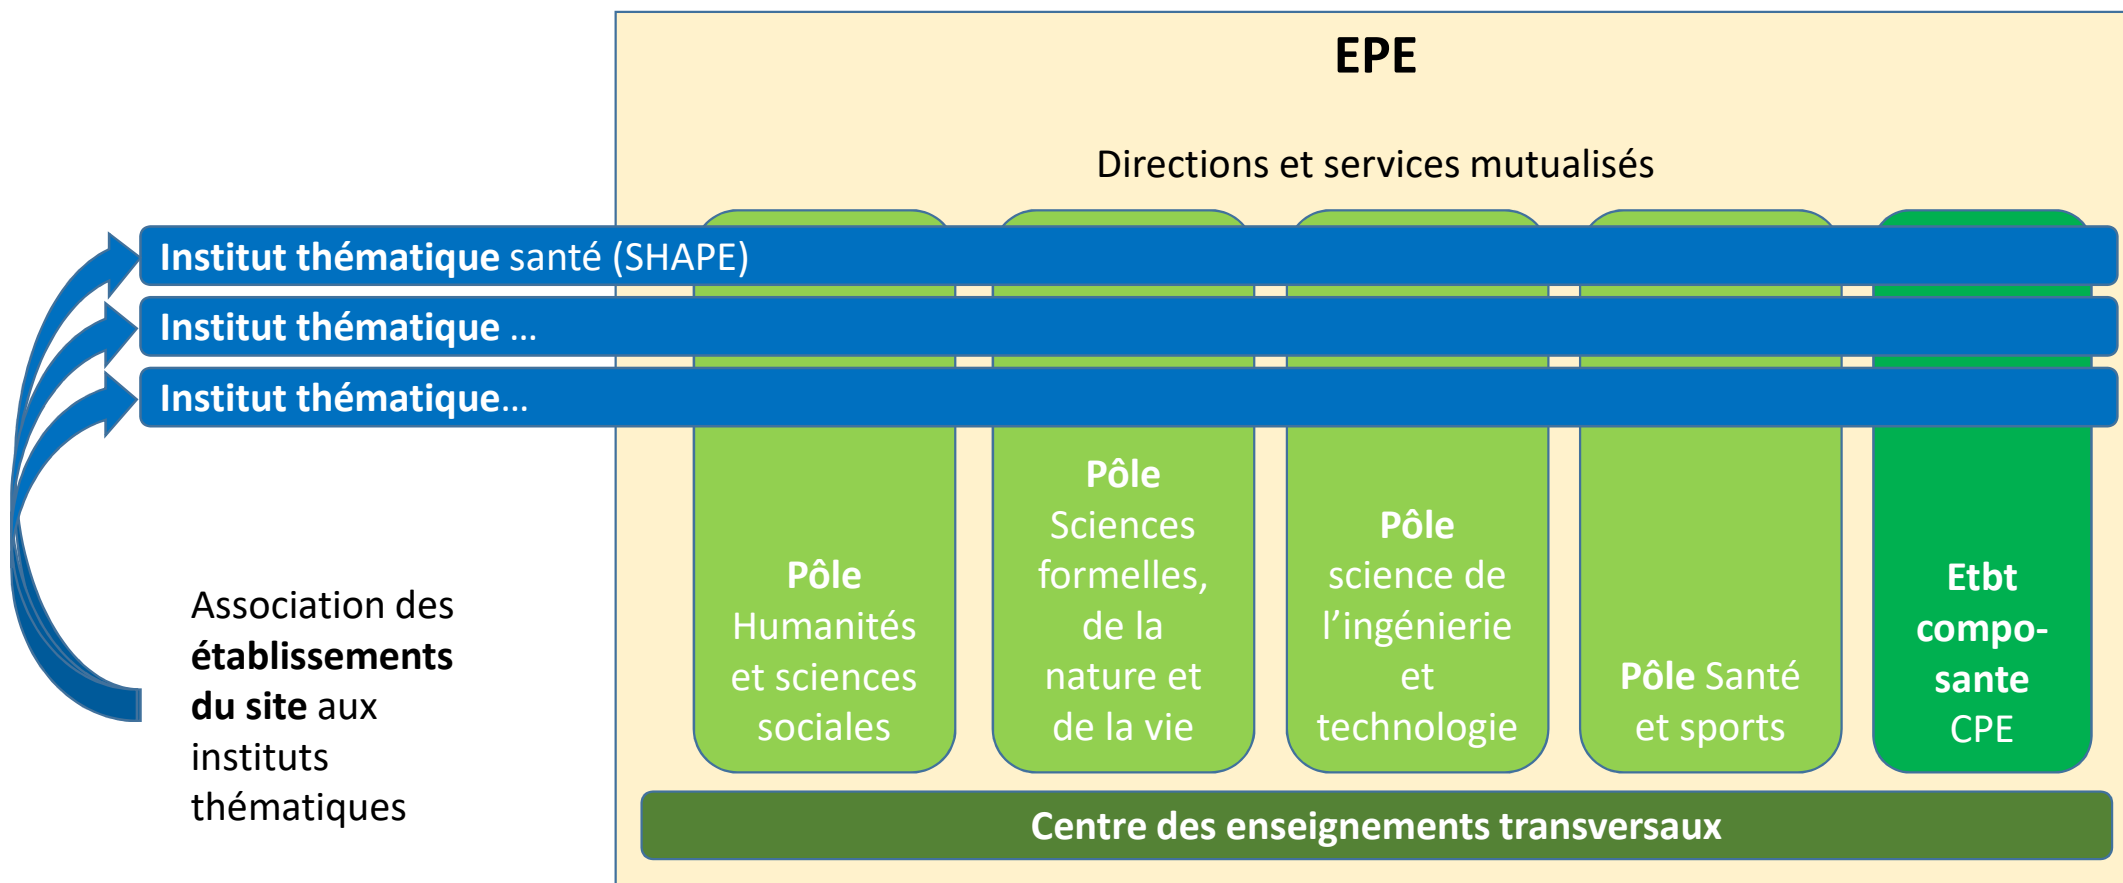 EPE
Directions et services mutualisés
Institut thématique santé (SHAPE)
Institut thématique ...
Institut thématique...
Association des
établissements
du site aux
instituts
thématiques
Pôle
Humanités
et sciences
sociales
Pôle
Sciences
formelles,
de la
nature et
de la vie
Pôle
science de
l’ingénierie
et
technologie
Pôle Santé
et sports
Etbt
compo-
sante
CPE
Centre des enseignements transversaux